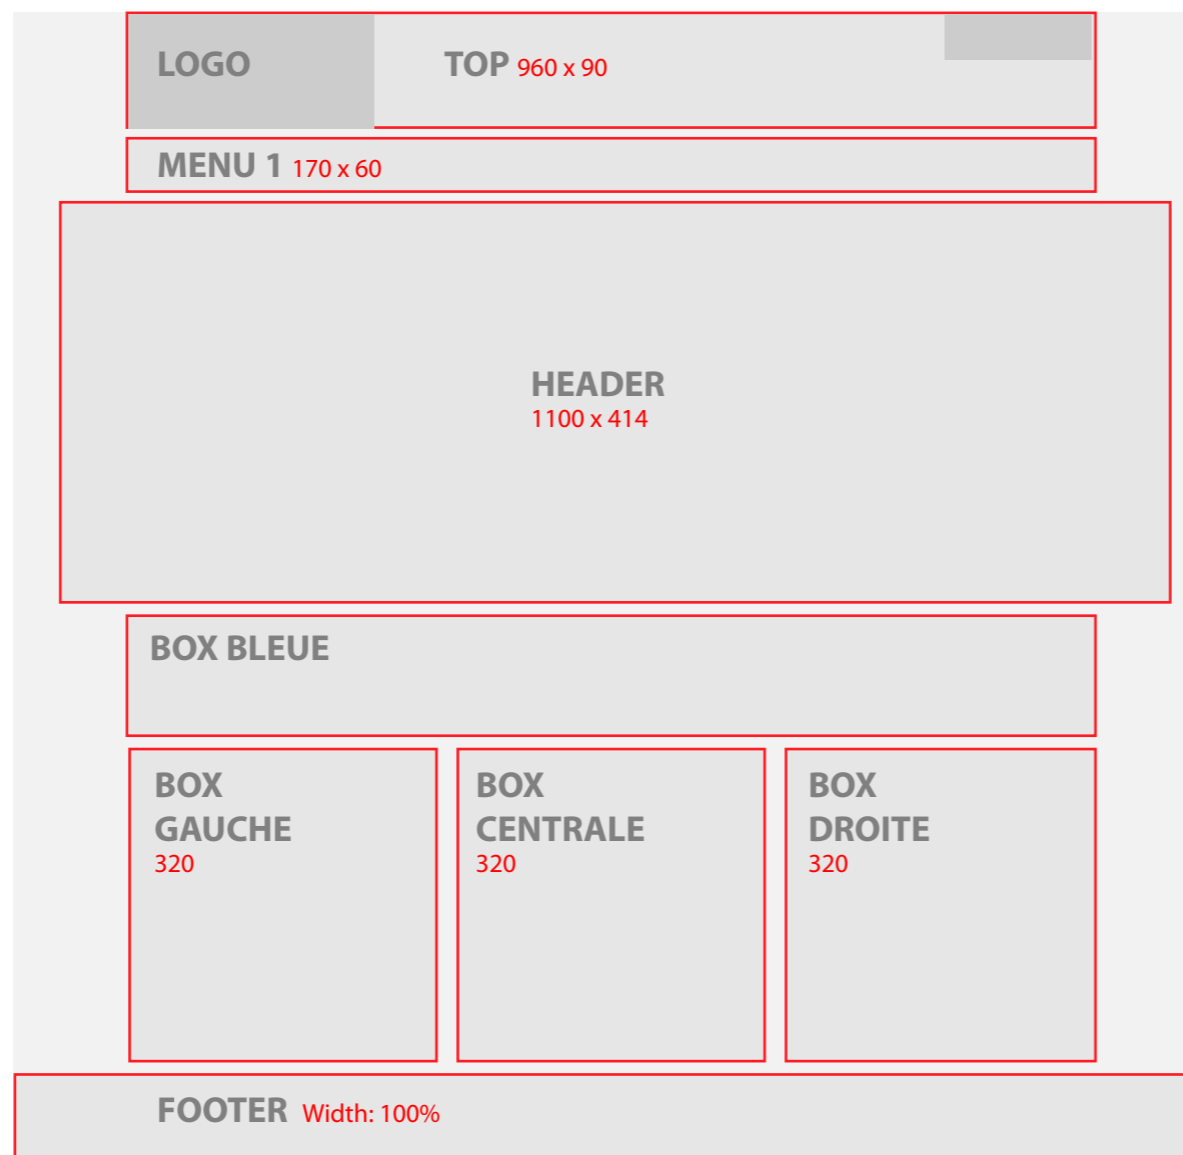 LOGO
TOP 960 x 90
MENU 1 170 x 60
HEADER
1100 x 414
BOX BLEUE
BOX
GAUCHE
320
BOX
CENTRALE
320
BOX
DROITE
320
FOOTER Width: 100%